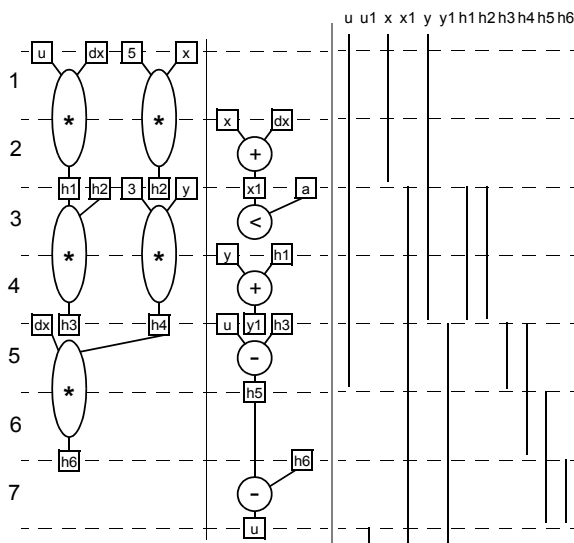 u u1 x x1 y y1 h1 h2 h3 h4 h5 h6
u dx 5 x
1
* *
x dx
2
+
h1 h2 3 h2 y x1 a
3
* * <
y h1
4
+
dx h3 h4 u y1 h3
5
-
* h5
6
h6 h6
7
-
u